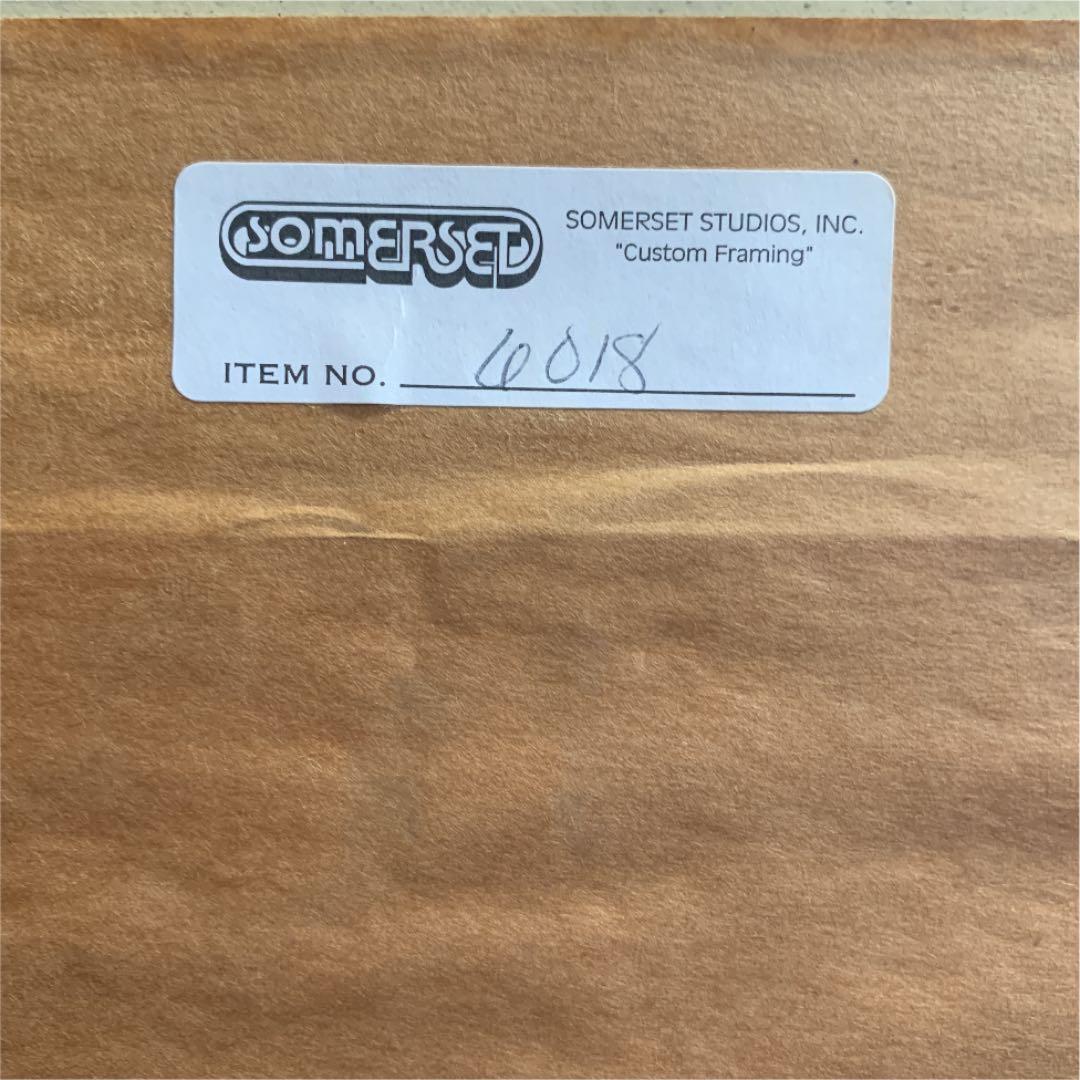 SOMERSET
SOMERSET STUDIOS, INC.
"Custom Framing"
ITEM NO. 6018